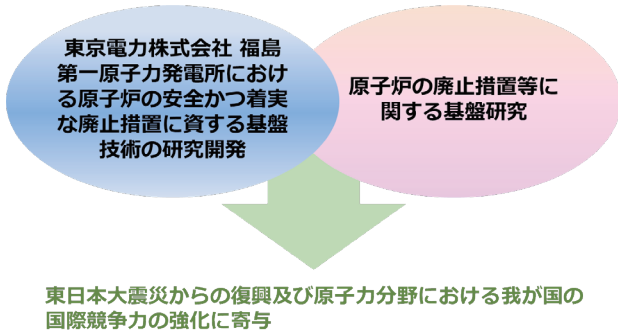 東京電力株式会社 福島
第一原子力発電所におけ
る原子炉の安全かつ着実
な廃止措置に資する基盤
技術の研究開発
原子炉の廃止措置等に
関する基盤研究
東日本大震災からの復興及び原子力分野における我が国の
国際競争力の強化に寄与